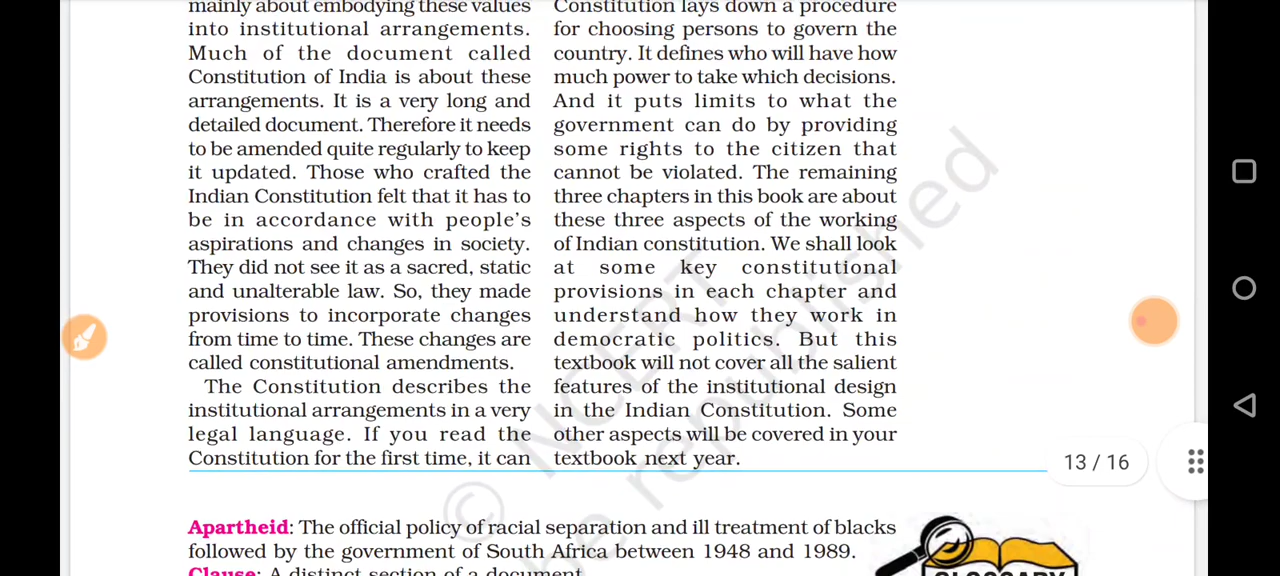 mainly about embodying these values
into institutional arrangements.
Much of the document called
Constitution of India is about these
arrangements. It is a very long and
detailed document. Therefore it needs
to be amended quite regularly to keep
it updated. Those who crafted the
Indian Constitution felt that it has to
be in accordance with people's
aspirations and changes in society.
They did not see it as a sacred, static
and unalterable law. So, they made
provisions to incorporate changes
from time to time. These changes are
called constitutional amendments.
The Constitution describes the
institutional arrangements in a very
legal language. If you read the
Constitution for the first time, it can
Constitution lays down a procedure
for choosing persons to govern the
country. It defines who will have how
much power to take which decisions.
And it puts limits to what the
government can do by providing
some rights to the citizen that
cannot be violated. The remaining
three chapters in this book are about
these three aspects of the working
of Indian constitution. We shall look
at some key constitutional
provisions in each chapter and
understand how they work in
democratic politics. But this
textbook will not cover all the salient
features of the institutional design
in the Indian Constitution. Some
other aspects will be covered in your
textbook next year.
13 / 16
Apartheid: The official policy of racial separation and ill treatment of blacks
followed by the government of South Africa between 1948 and 1989.
Clause: A distinct section of a document.
GLOSSARY
© NCERT
be republished